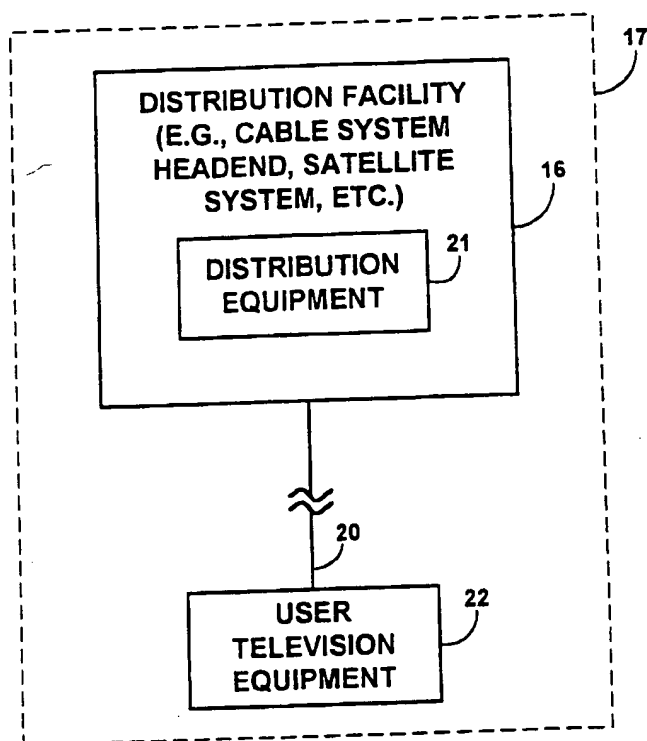 17
DISTRIBUTION FACILITY
(E.G., CABLE SYSTEM
HEADEND, SATELLITE
SYSTEM, ETC.)
16
21
DISTRIBUTION
EQUIPMENT
20
22
USER
TELEVISION
EQUIPMENT